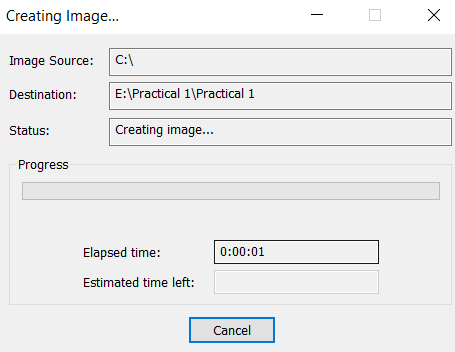 Creating Image...
Image Source: C:\
Destination: E:\Practical 1\Practical 1
Status: Creating image...
Progress
Elapsed time: 0:00:01
Estimated time left:
Cancel